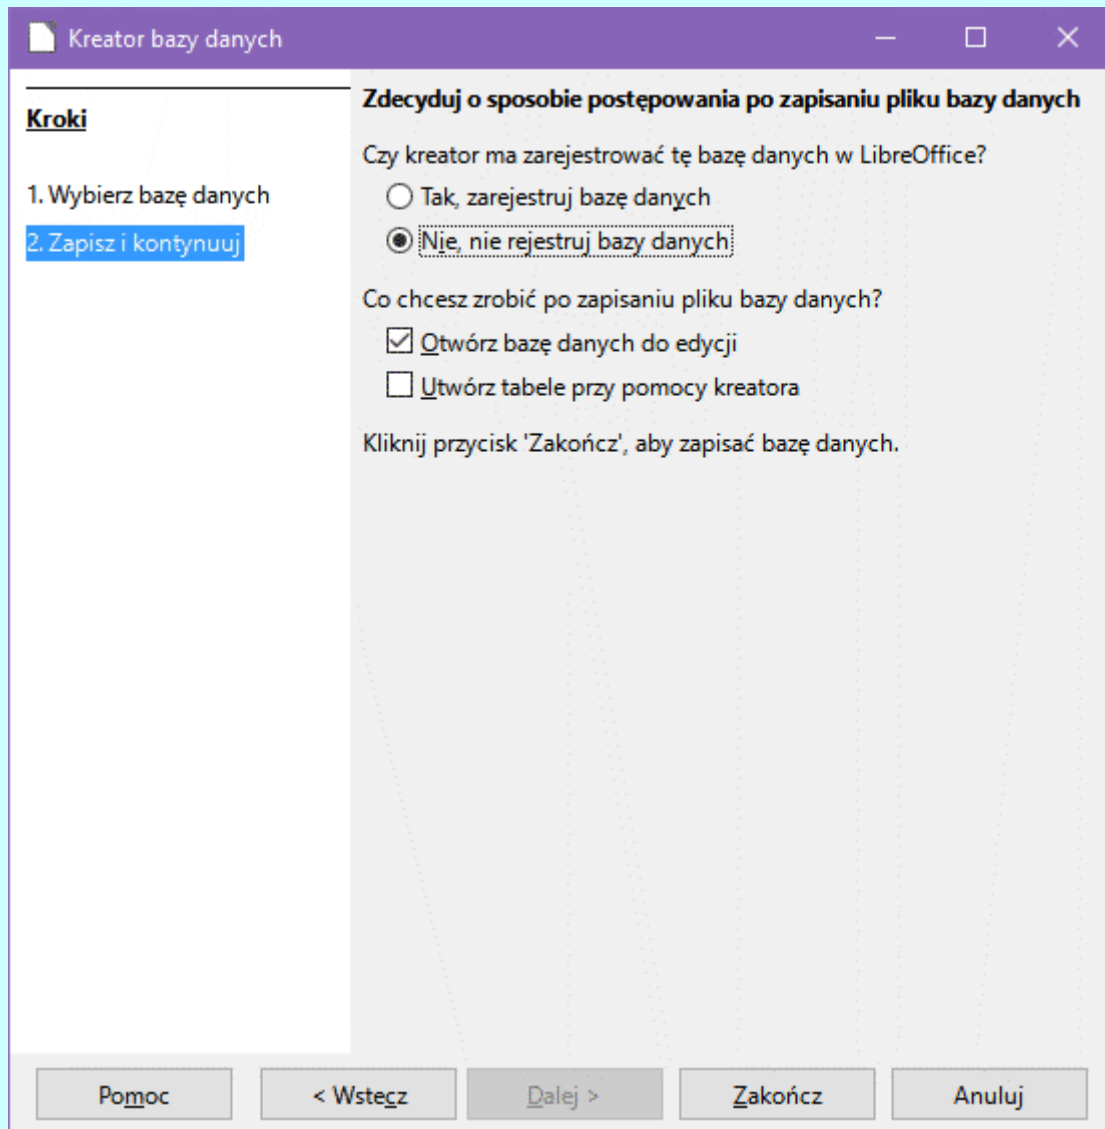 Kreator bazy danych
Kroki
1. Wybierz bazę danych
2. Zapisz i kontynuuj
Zdecyduj o sposobie postępowania po zapisaniu pliku bazy danych
Czy kreator ma zarejestrować tę bazę danych w LibreOffice?
Tak, zarejestruj bazę danych
Nie, nie rejestruj bazy danych
Co chcesz zrobić po zapisaniu pliku bazy danych?
Otwórz bazę danych do edycji
Utwórz tabele przy pomocy kreatora
Kliknij przycisk 'Zakończ', aby zapisać bazę danych.
Pomoc
< Wstecz
Dalej >
Zakończ
Anuluj